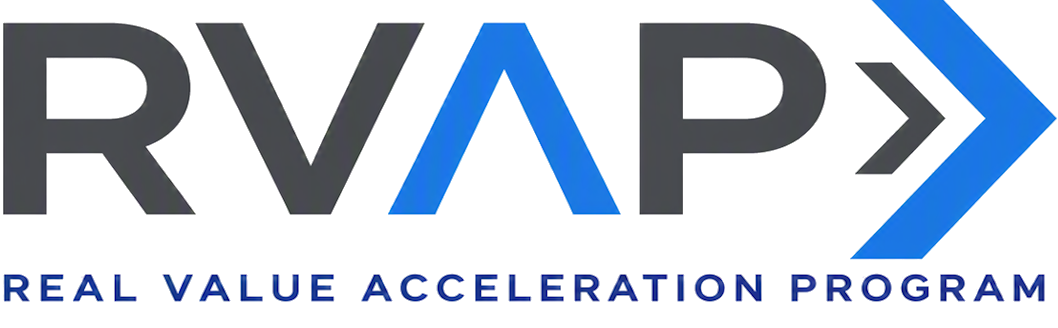 RVAP
REAL VALUE ACCELERATION PROGRAM